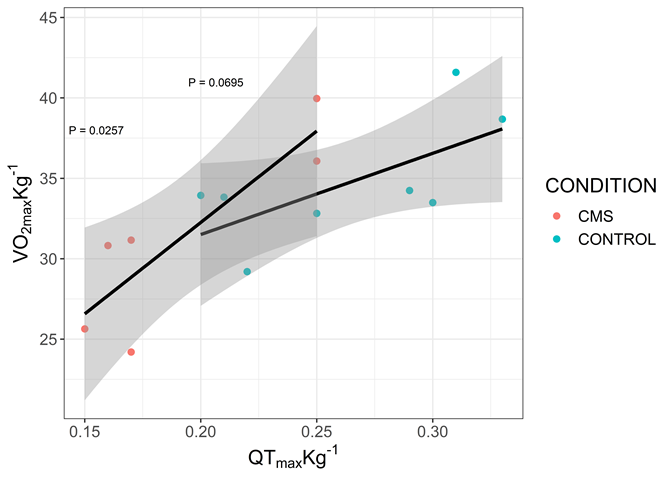 45
40
35
30
25
VO2maxKg-1
P = 0.0695
P = 0.0257
0.15 0.20 0.25 0.30
QTmaxKg-1
CONDITION
CMS
CONTROL